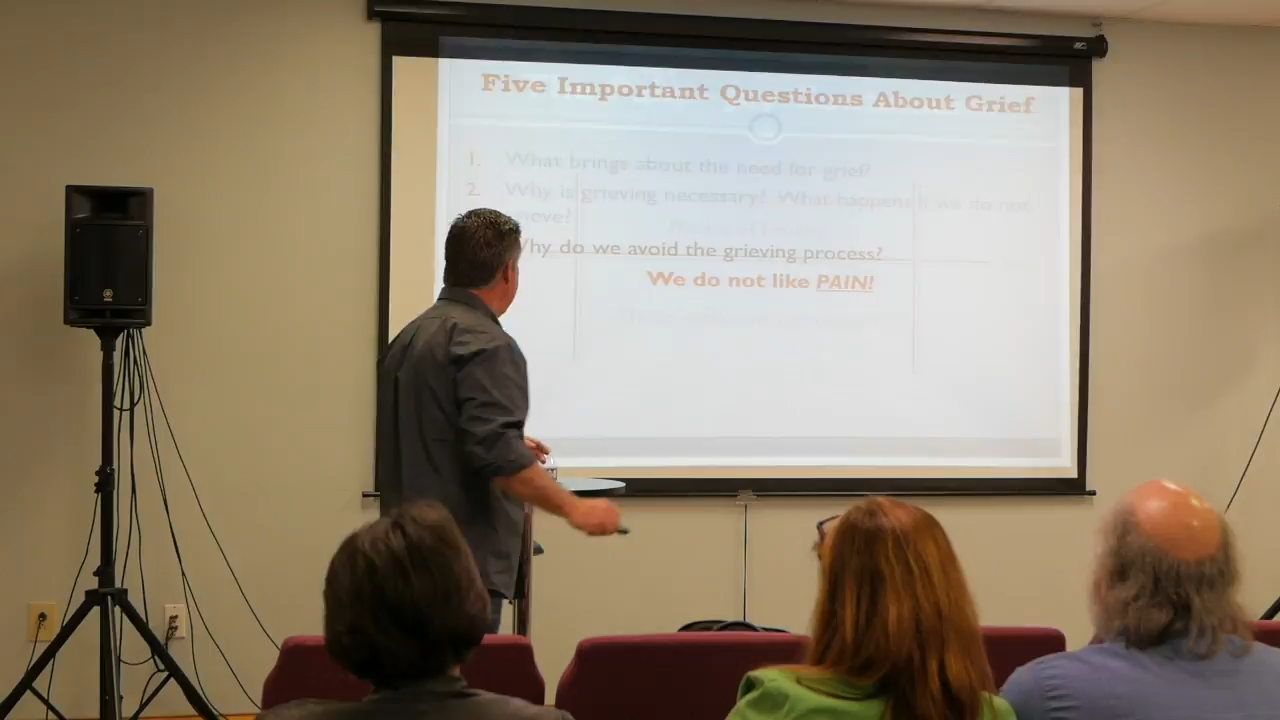 Five Important Questions About Grief
1. What brings about the need for grief?
2. Why is grieving necessary? What happens if we do not
grieve?
Why do we avoid the grieving process?
We do not like PAIN!